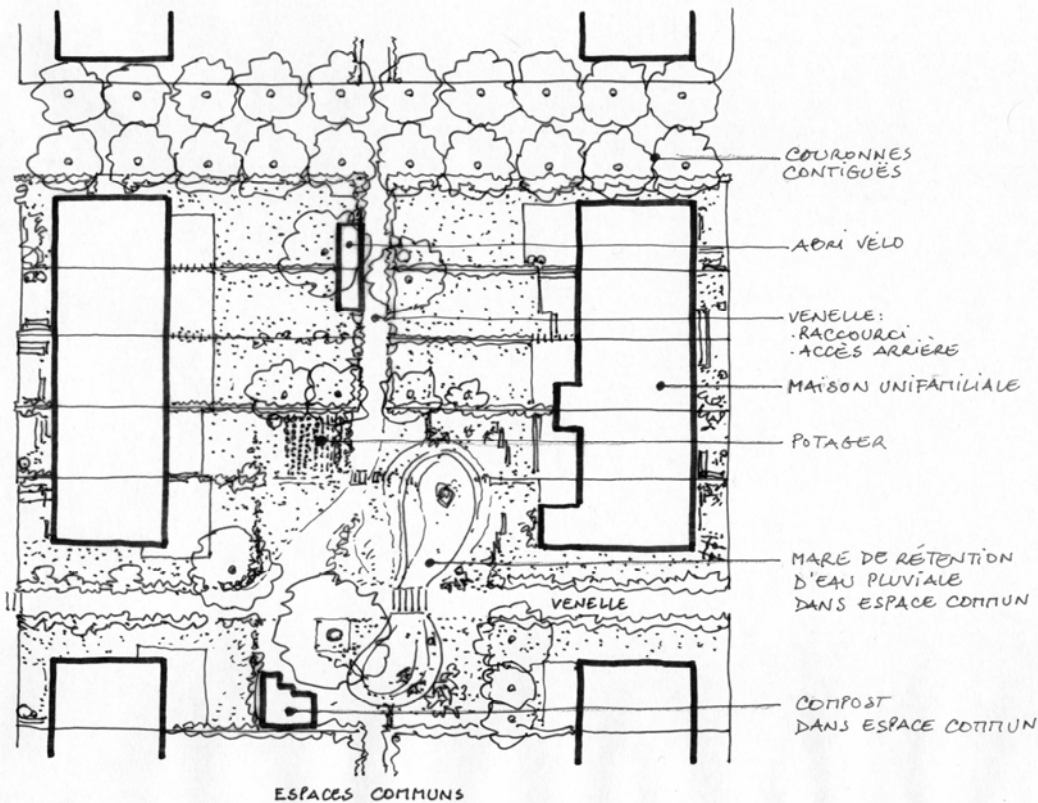 COURONNES
CONTIGUËS
ABRI VÉLO
VENELLE:
RACCOURCI
ACCÈS ARRIÈRE
MAISON UNIFAMILIALE
POTAGER
MARE DE RÉTENTION
D'EAU PLUVIALE
DANS ESPACE COMMUN
VENELLE
COMPOST
DANS ESPACE COMMUN
ESPACES COMMUNS